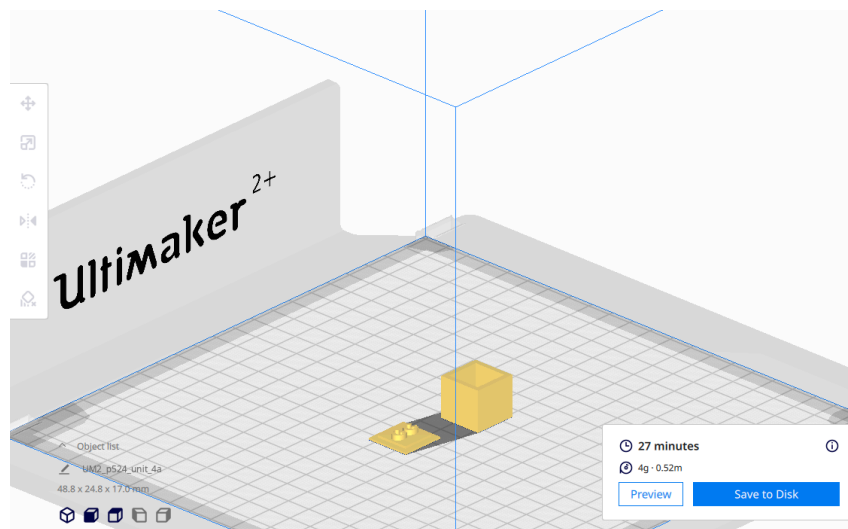 Ultimaker 2+
Object list
UM2_p524_unit_4a
48.8 x 24.8 x 17.0 mm
27 minutes
4g · 0.52m
Preview
Save to Disk